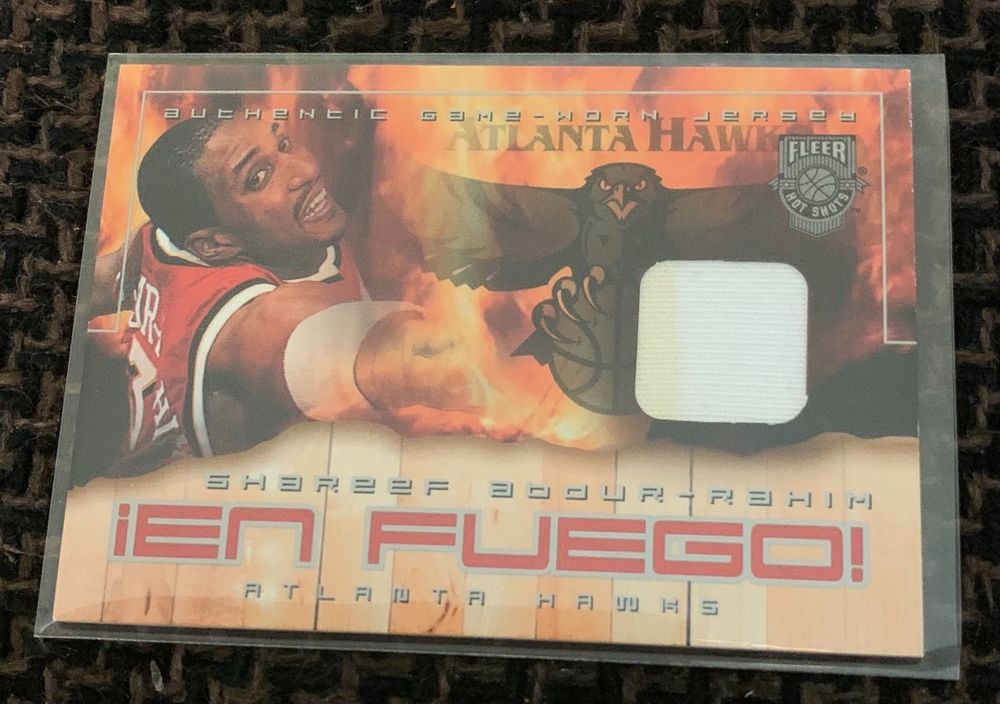 AUTHENTIC GAME-WORN JERSEY
ATLANTA HAWKS
FLEER
HOT SHOTS
®
SHAREEF ABDUR-RAHIM
¡EN FUEGO!
ATLANTA HAWKS